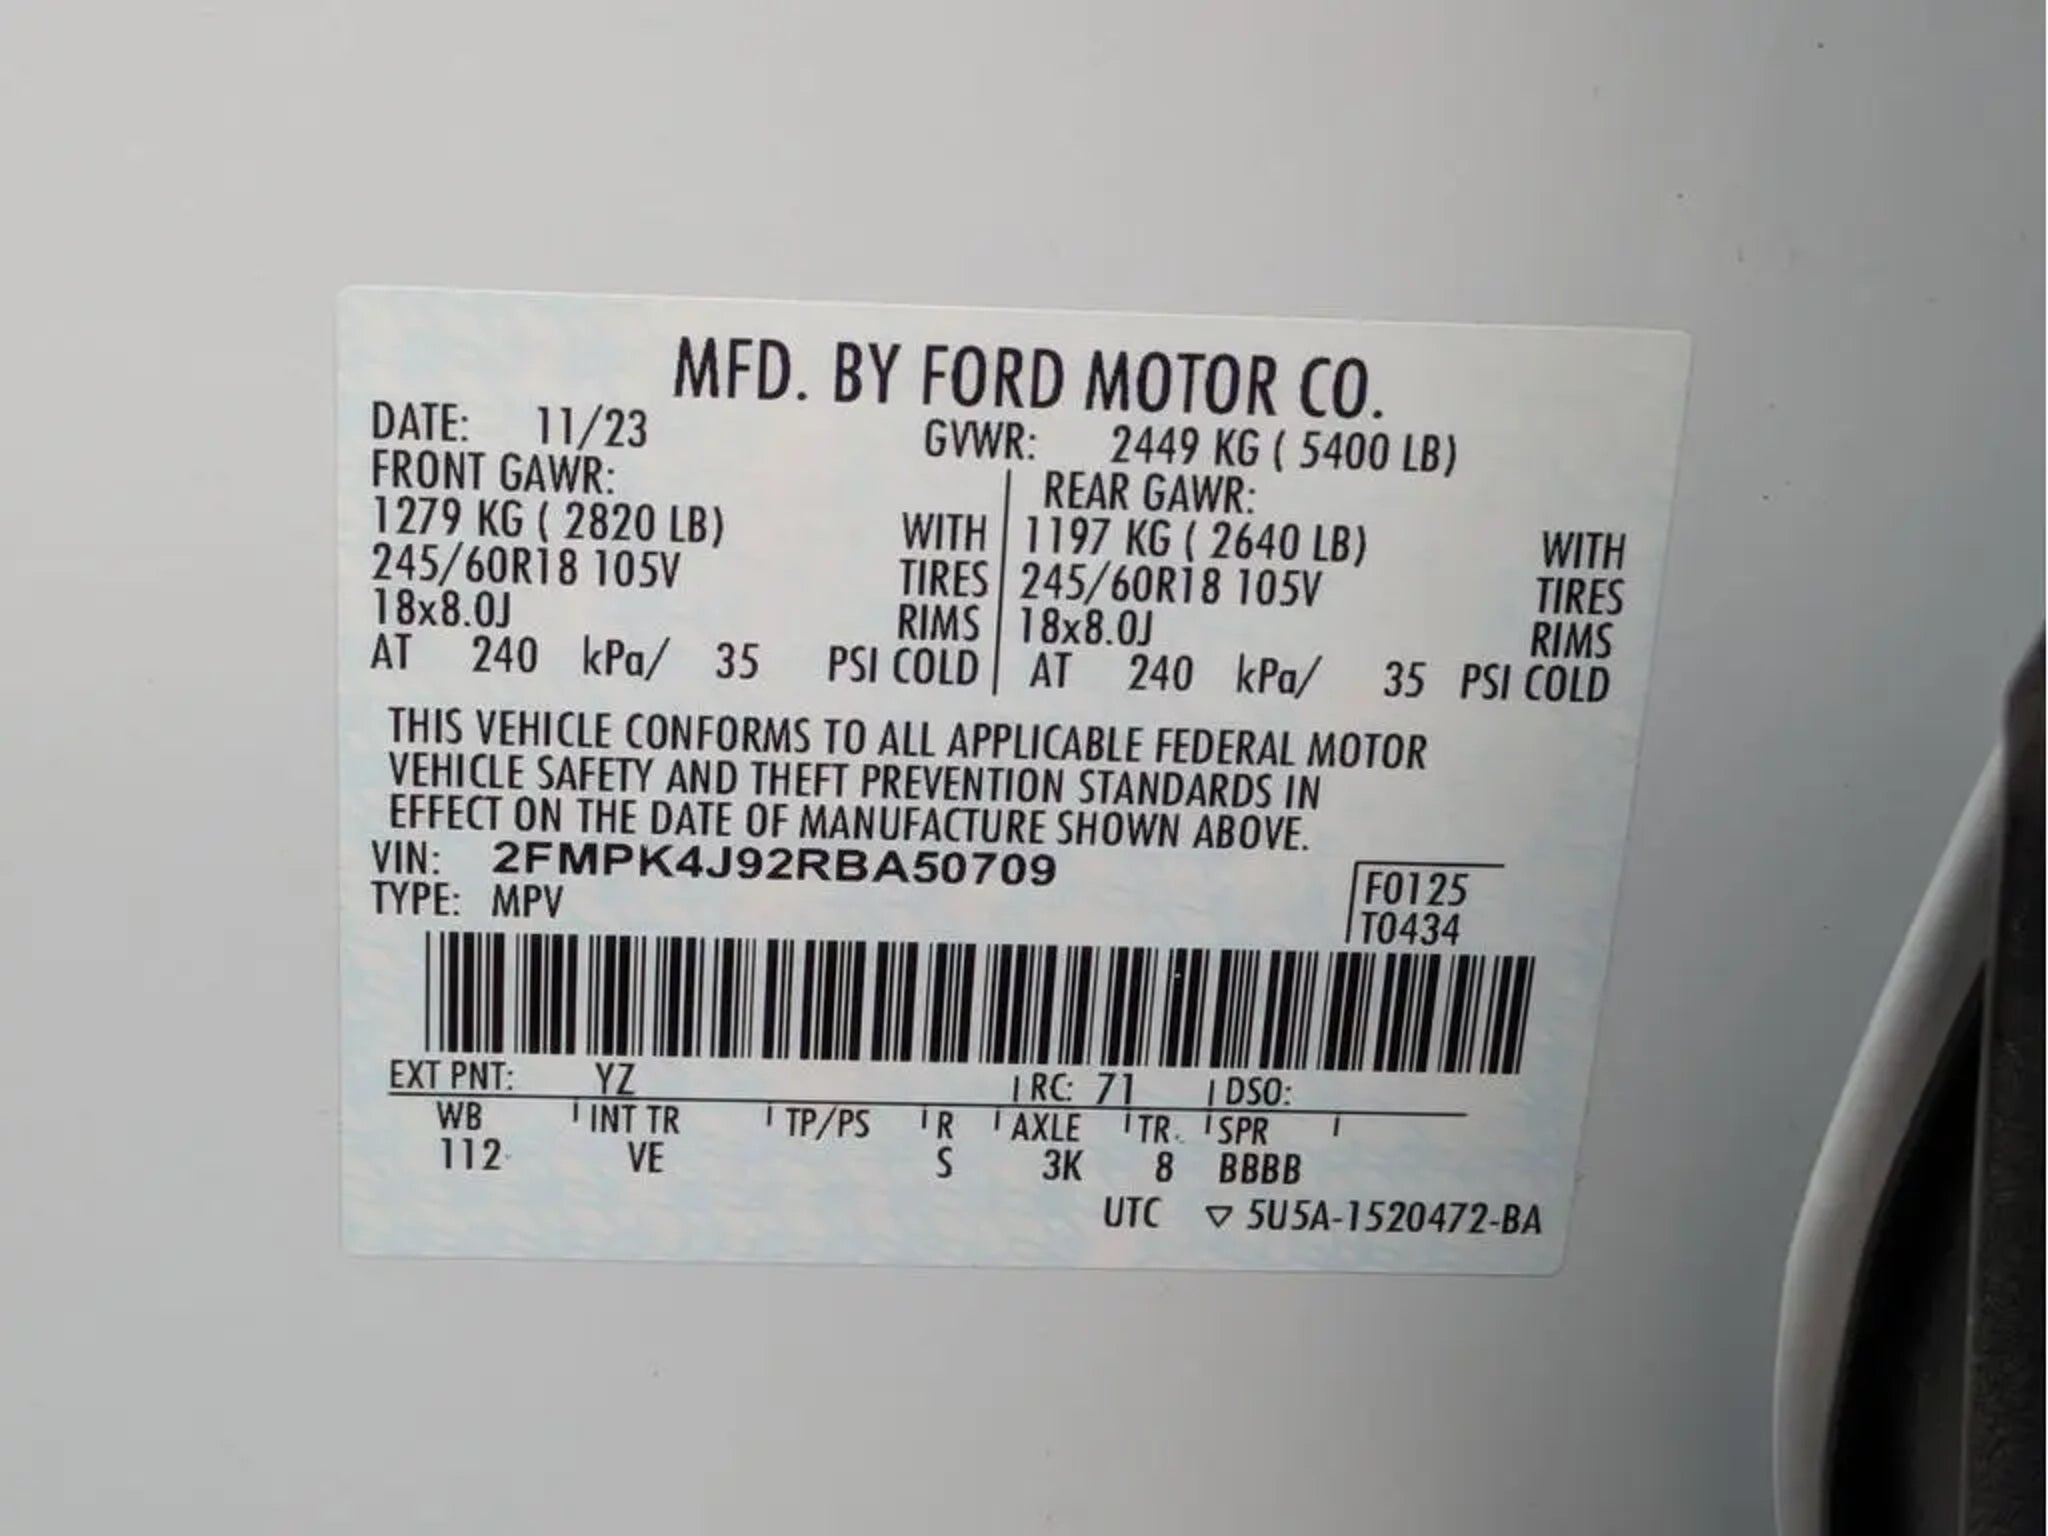 MFD. BY FORD MOTOR CO.
DATE: 11/23 GVWR: 2449 KG ( 5400 LB)
FRONT GAWR: REAR GAWR:
1279 KG ( 2820 LB) WITH 1197 KG ( 2640 LB) WITH
245/60R18 105V TIRES 245/60R18 105V TIRES
18x8.0J RIMS 18x8.0J RIMS
AT 240 kPa/ 35 PSI COLD AT 240 kPa/ 35 PSI COLD
THIS VEHICLE CONFORMS TO ALL APPLICABLE FEDERAL MOTOR
VEHICLE SAFETY AND THEFT PREVENTION STANDARDS IN
EFFECT ON THE DATE OF MANUFACTURE SHOWN ABOVE.
VIN: 2FMPK4J92RBA50709
TYPE: MPV
F0125
T0434
EXT PNT: YZ RC: 71 DSO:
WB INT TR TP/PS R AXLE TR SPR
112 VE S 3K 8 BBBB
UTC ▽ 5U5A-1520472-BA